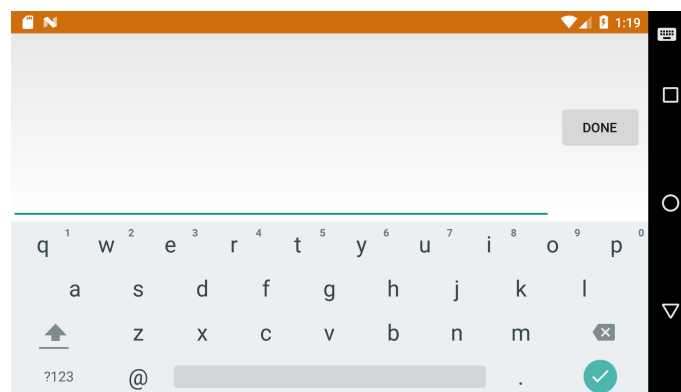 1:19
DONE
q 1 w 2 e 3 r 4 t 5 y 6 u 7 i 8 o 9 p 0
a s d f g h j k l
z x c v b n m
?123 @ .